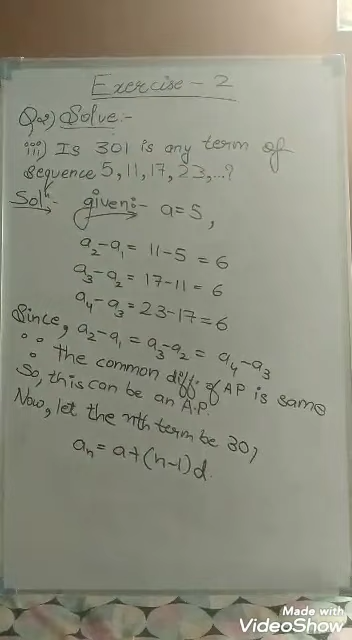 Exercise - 2
Q2) Solve:-
iii) Is 301 is any term of
sequence 5, 11, 17, 23,...?
Solⁿ. given:- a=5,
a₂-a₁ = 11-5 = 6
a₃-a₂ = 17-11 = 6
a₄-a₃ = 23-17 = 6
Since, a₂-a₁ = a₃-a₂ = a₄-a₃
∴ the common diff. of AP is same
So, this can be an A.P.
Now, let the nth term be 301
aₙ = a+(n-1)d.
Made with
VideoShow